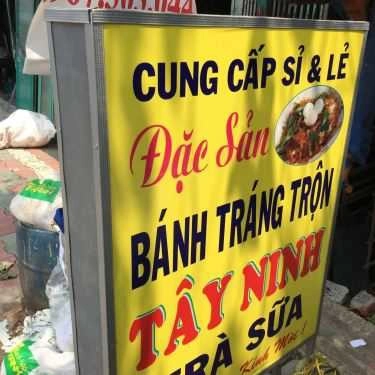 CUNG CẤP SỈ & LẺ
Đặc Sản
BÁNH TRÁNG TRỘN
TÂY NINH
TRÀ SỮA
Kính Mời !